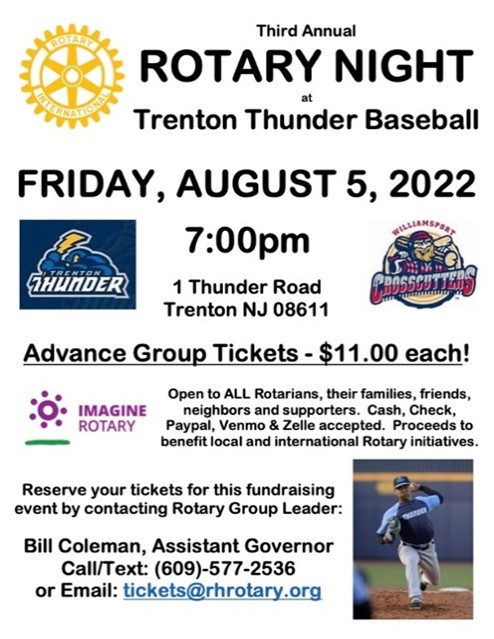 Third Annual
ROTARY NIGHT
at
Trenton Thunder Baseball
ROTARY
INTERNATIONAL
FRIDAY, AUGUST 5, 2022
TRENTON
THUNDER
7:00pm
WILLIAMSPORT
CROSSCUTTERS
1 Thunder Road
Trenton NJ 08611
Advance Group Tickets - $11.00 each!
IMAGINE
ROTARY
Open to ALL Rotarians, their families, friends,
neighbors and supporters. Cash, Check,
Paypal, Venmo & Zelle accepted. Proceeds to
benefit local and international Rotary initiatives.
Reserve your tickets for this fundraising
event by contacting Rotary Group Leader:
Bill Coleman, Assistant Governor
Call/Text: (609)-577-2536
or Email: tickets@rhrotary.org
THUNDER